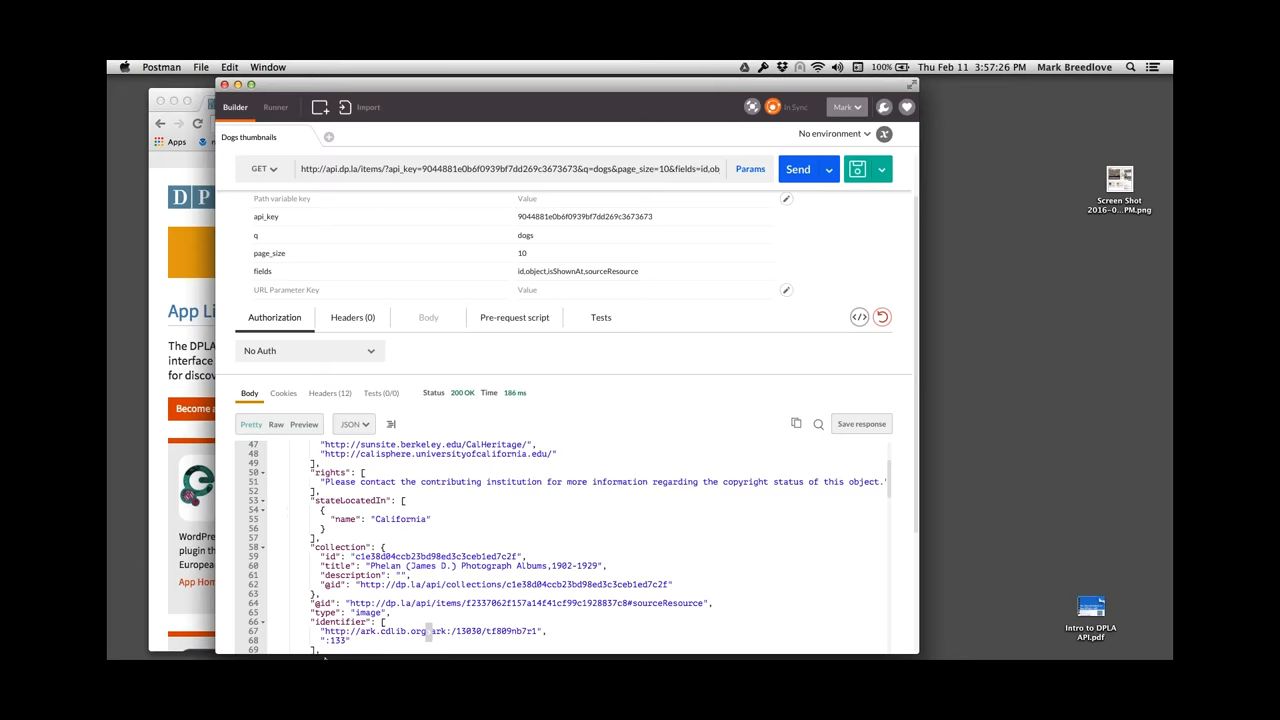 Postman File Edit Window
100% Thu Feb 11 3:57:26 PM Mark Breedlove
Builder Runner Import In Sync Mark
Dogs thumbnails
No environment
Apps
GET http://api.dp.la/items/?api_key=9044881e0b6f0939bf7dd269c3673673&q=dogs&page_size=10&fields=id,ob Params Send
Path variable key Value
api_key 9044881e0b6f0939bf7dd269c3673673
q dogs
page_size 10
fields id,object,isShownAt,sourceResource
URL Parameter Key Value
Authorization Headers (0) Body Pre-request script Tests
No Auth
Body Cookies Headers (12) Tests (0/0) Status 200 OK Time 186 ms
Pretty Raw Preview JSON Save response
47 "http://sunsite.berkeley.edu/CalHeritage/",
48 "http://calisphere.universityofcalifornia.edu/"
49 ],
50 "rights": [
51 "Please contact the contributing institution for more information regarding the copyright status of this object."
52 ],
53 "stateLocatedIn": [
54 {
55 "name": "California"
56 }
57 ],
58 "collection": {
59 "id": "c1e38d04ccb23bd98ed3c3ceb1ed7c2f",
60 "title": "Phelan (James D.) Photograph Albums,1902-1929",
61 "description": "",
62 "@id": "http://dp.la/api/collections/c1e38d04ccb23bd98ed3c3ceb1ed7c2f"
63 },
64 "@id": "http://dp.la/api/items/f2337062f157a14f41cf99c1928837c8#sourceResource",
65 "type": "image",
66 "identifier": [
67 "http://ark.cdlib.org/ark:/13030/tf809nb7r1",
68 ":133"
69 ],
DP
App Li
The DPLA
interface
for discov
Become a
WordPre
plugin th
Europea
App Hom
Screen Shot
2016-0...PM.png
Intro to DPLA
API.pdf